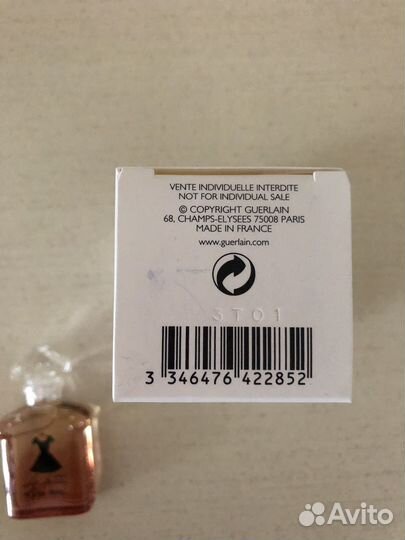 VENTE INDIVIDUELLE INTERDITE
NOT FOR INDIVIDUAL SALE
© COPYRIGHT GUERLAIN
68, CHAMPS-ELYSEES 75008 PARIS
MADE IN FRANCE
www.guerlain.com
3T01
3 346476 422852
Avito